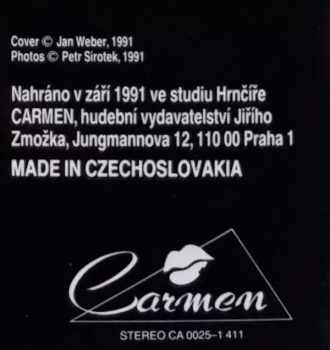 Cover © Jan Weber, 1991
Photos © Petr Sirotek, 1991
Nahráno v září 1991 ve studiu Hrnčíře
CARMEN, hudební vydavatelství Jiřího
Zmožka, Jungmannova 12, 110 00 Praha 1
MADE IN CZECHOSLOVAKIA
Carmen
STEREO CA 0025-1 411